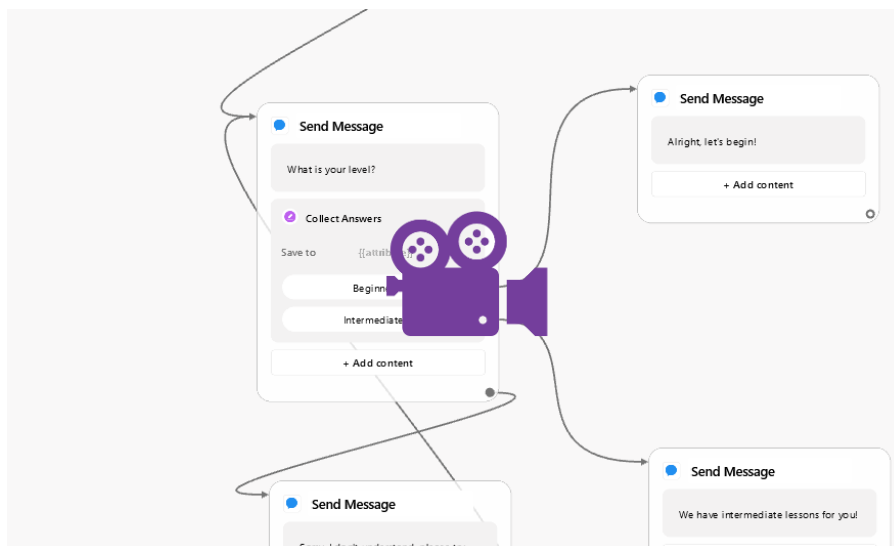 Send Message
What is your level?
Collect Answers
Save to
Intermediate
+ Add content
Send Message
Alright, let's begin!
+ Add content
Send Message
Send Message
We have intermediate lessons for you!